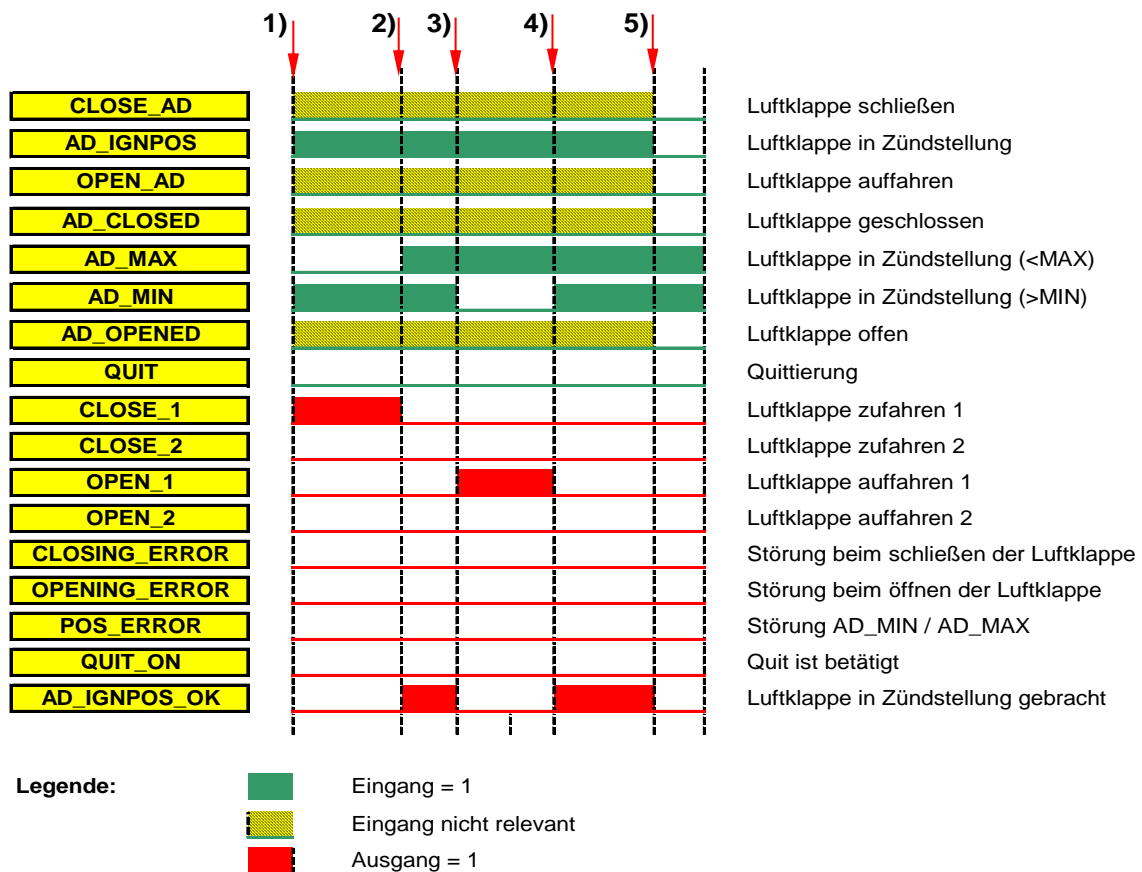 1) 2) 3) 4) 5)
CLOSE_AD Luftklappe schließen
AD_IGNPOS Luftklappe in Zündstellung
OPEN_AD Luftklappe auffahren
AD_CLOSED Luftklappe geschlossen
AD_MAX Luftklappe in Zündstellung (<MAX)
AD_MIN Luftklappe in Zündstellung (>MIN)
AD_OPENED Luftklappe offen
QUIT Quittierung
CLOSE_1 Luftklappe zufahren 1
CLOSE_2 Luftklappe zufahren 2
OPEN_1 Luftklappe auffahren 1
OPEN_2 Luftklappe auffahren 2
CLOSING_ERROR Störung beim schließen der Luftklappe
OPENING_ERROR Störung beim öffnen der Luftklappe
POS_ERROR Störung AD_MIN / AD_MAX
QUIT_ON Quit ist betätigt
AD_IGNPOS_OK Luftklappe in Zündstellung gebracht
Legende: Eingang = 1
Eingang nicht relevant
Ausgang = 1